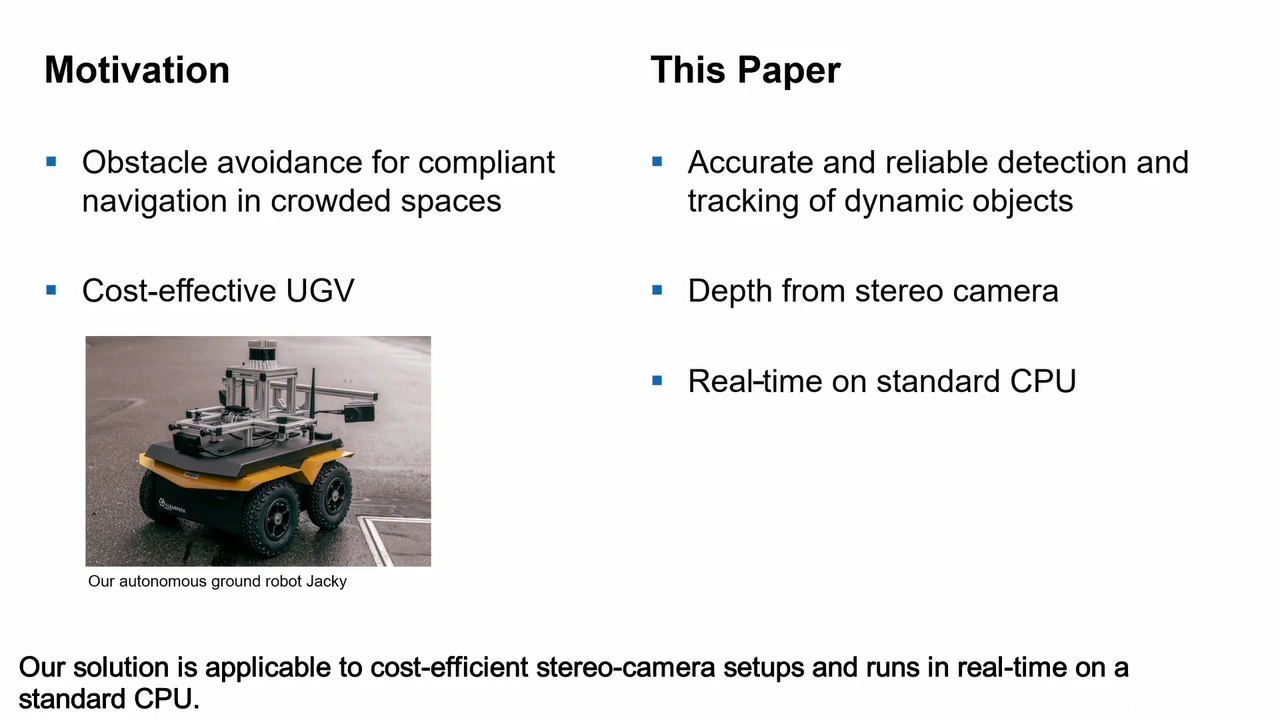 Motivation
Obstacle avoidance for compliant
navigation in crowded spaces
Cost-effective UGV
CLEARPATH
Our autonomous ground robot Jacky
This Paper
Accurate and reliable detection and
tracking of dynamic objects
Depth from stereo camera
Real-time on standard CPU
Our solution is applicable to cost-efficient stereo-camera setups and runs in real-time on a
standard CPU.